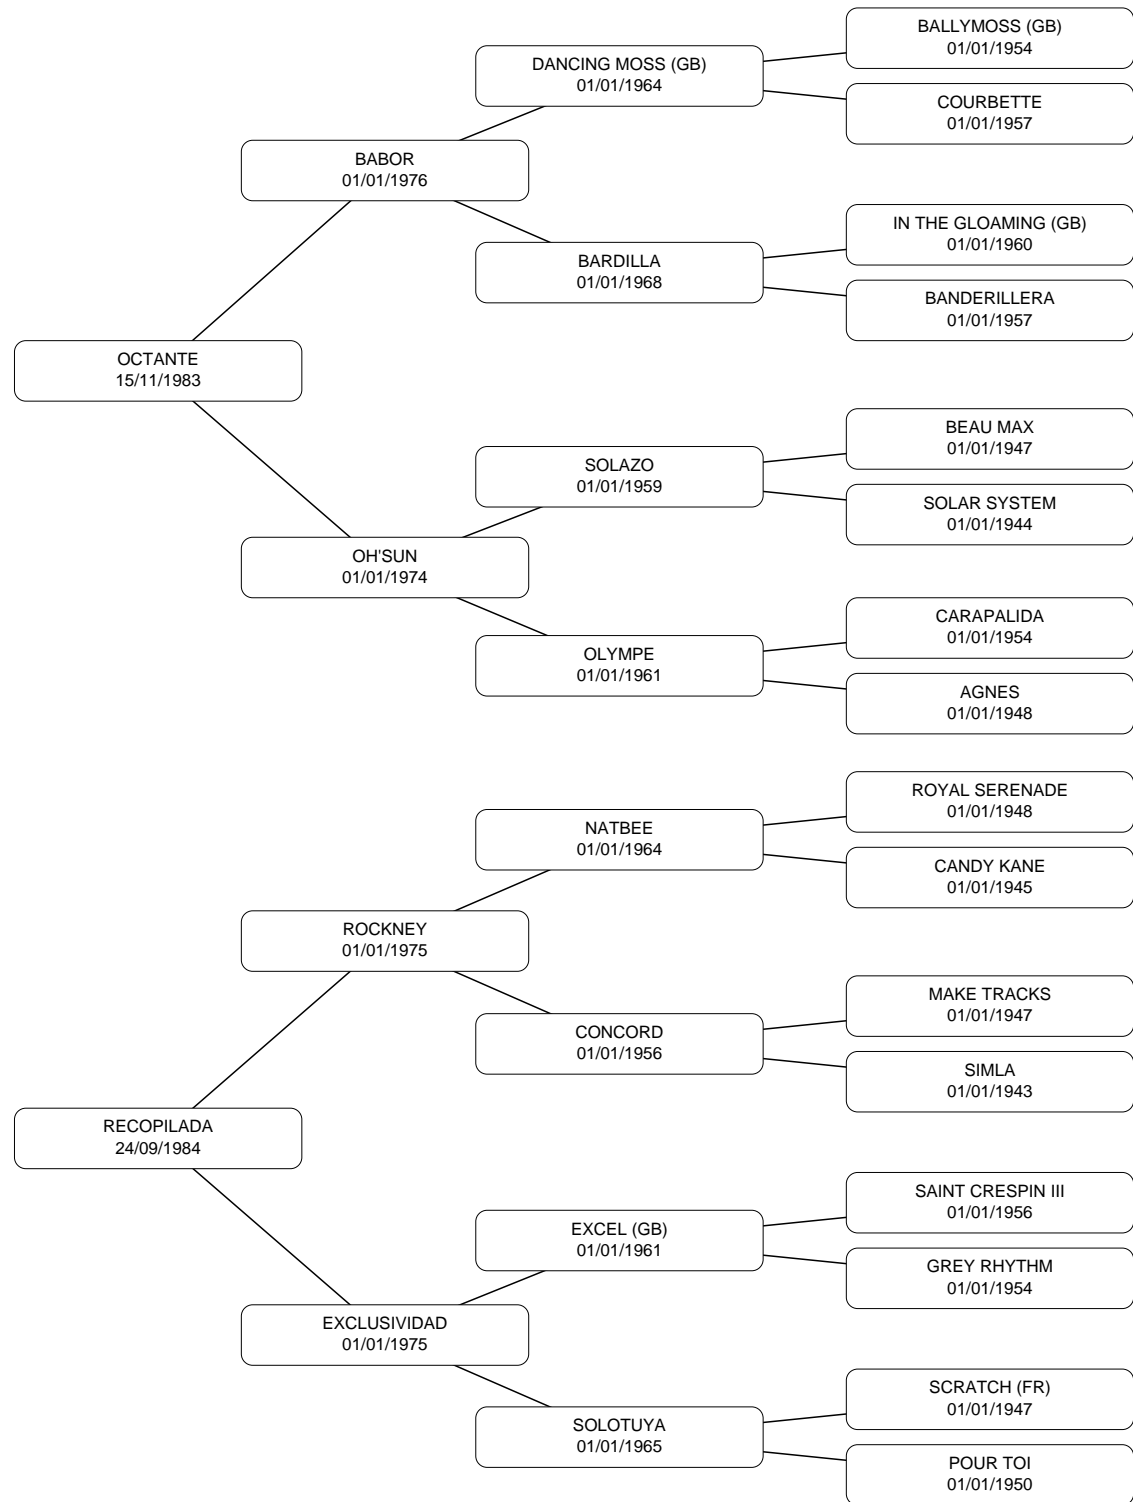 BALLYMOSS (GB)
01/01/1954
DANCING MOSS (GB)
01/01/1964
COURBETTE
01/01/1957
BABOR
01/01/1976
IN THE GLOAMING (GB)
01/01/1960
BARDILLA
01/01/1968
BANDERILLERA
01/01/1957
OCTANTE
15/11/1983
BEAU MAX
01/01/1947
SOLAZO
01/01/1959
SOLAR SYSTEM
01/01/1944
OH'SUN
01/01/1974
CARAPALIDA
01/01/1954
OLYMPE
01/01/1961
AGNES
01/01/1948
ROYAL SERENADE
01/01/1948
NATBEE
01/01/1964
CANDY KANE
01/01/1945
ROCKNEY
01/01/1975
MAKE TRACKS
01/01/1947
CONCORD
01/01/1956
SIMLA
01/01/1943
RECOPILADA
24/09/1984
SAINT CRESPIN III
01/01/1956
EXCEL (GB)
01/01/1961
GREY RHYTHM
01/01/1954
EXCLUSIVIDAD
01/01/1975
SCRATCH (FR)
01/01/1947
SOLOTUYA
01/01/1965
POUR TOI
01/01/1950